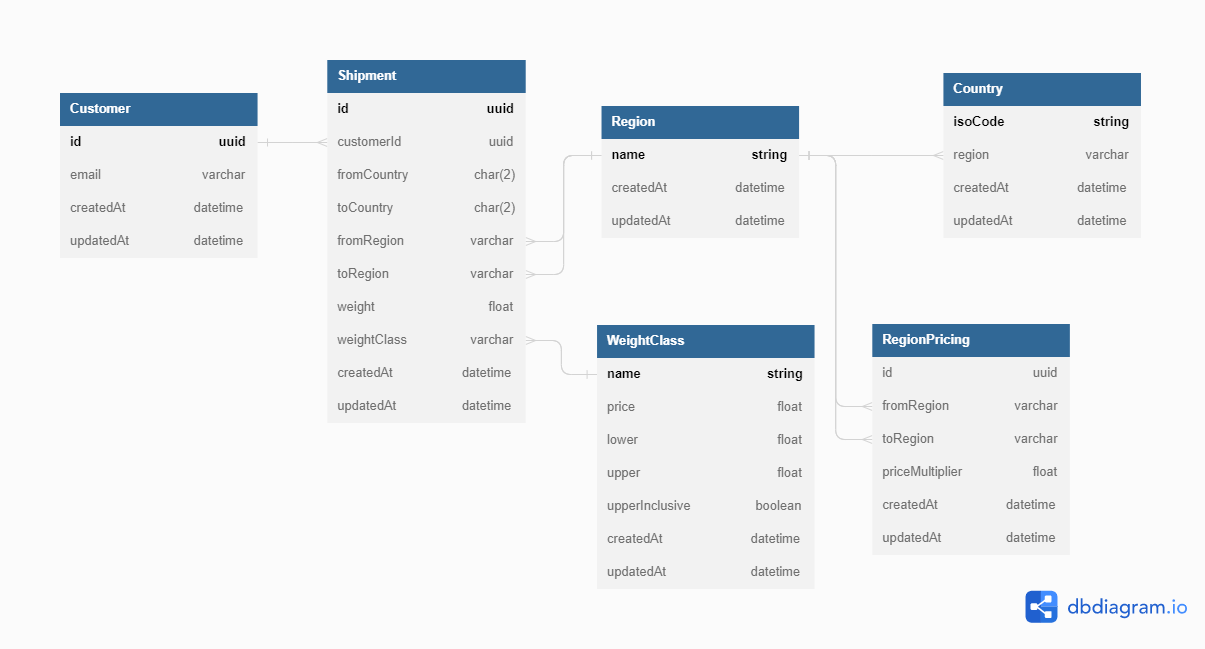 Customer
id uuid
email varchar
createdAt datetime
updatedAt datetime
Shipment
id uuid
customerId uuid
fromCountry char(2)
toCountry char(2)
fromRegion varchar
toRegion varchar
weight float
weightClass varchar
createdAt datetime
updatedAt datetime
Region
name string
createdAt datetime
updatedAt datetime
Country
isoCode string
region varchar
createdAt datetime
updatedAt datetime
WeightClass
name string
price float
lower float
upper float
upperInclusive boolean
createdAt datetime
updatedAt datetime
RegionPricing
id uuid
fromRegion varchar
toRegion varchar
priceMultiplier float
createdAt datetime
updatedAt datetime
dbdiagram.io